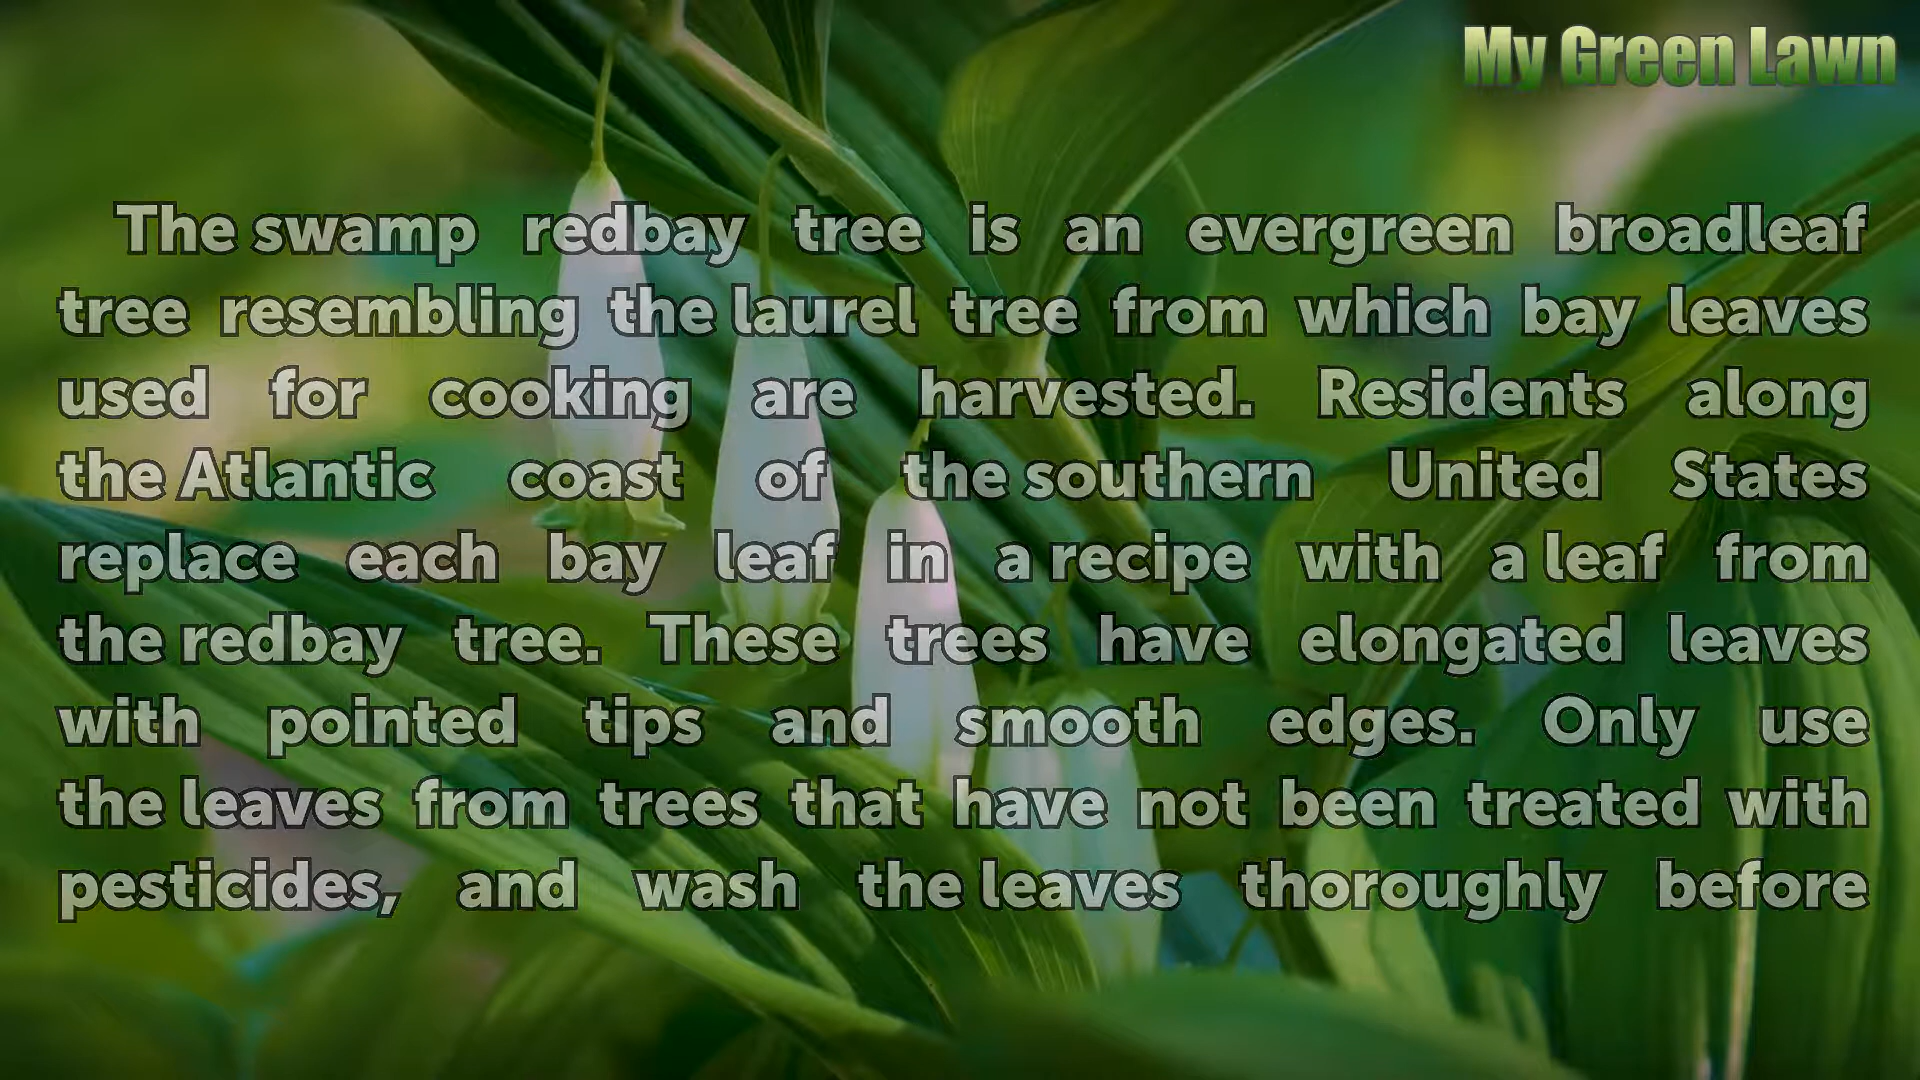 My Green Lawn
The swamp redbay tree is an evergreen broadleaf
tree resembling the laurel tree from which bay leaves
used for cooking are harvested. Residents along
the Atlantic coast of the southern United States
replace each bay leaf in a recipe with a leaf from
the redbay tree. These trees have elongated leaves
with pointed tips and smooth edges. Only use
the leaves from trees that have not been treated with
pesticides, and wash the leaves thoroughly before